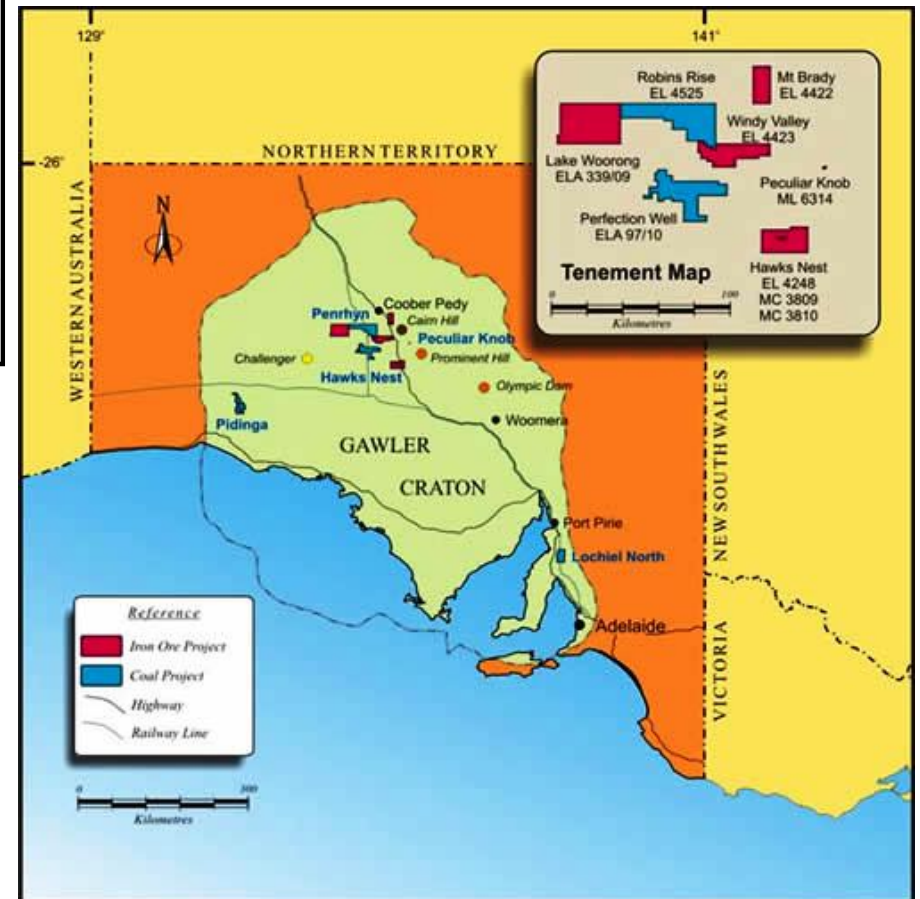 129°
141°
-26°
NORTHERN TERRITORY
WESTERN AUSTRALIA
NEW SOUTH WALES
VICTORIA
N
Robins Rise
EL 4525
Mt Brady
EL 4422
Windy Valley
EL 4423
Lake Woorong
ELA 339/09
Peculiar Knob
ML 6314
Perfection Well
ELA 97/10
Hawks Nest
EL 4248
MC 3809
MC 3810
Tenement Map
0 100
Kilometres
Coober Pedy
Penrhyn
Cairn Hill
Peculiar Knob
Challenger
Prominent Hill
Hawks Nest
Olympic Dam
Pidinga
Woomera
GAWLER
CRATON
Port Pirie
Lochiel North
Adelaide
Reference
Iron Ore Project
Coal Project
Highway
Railway Line
0 300
Kilometres